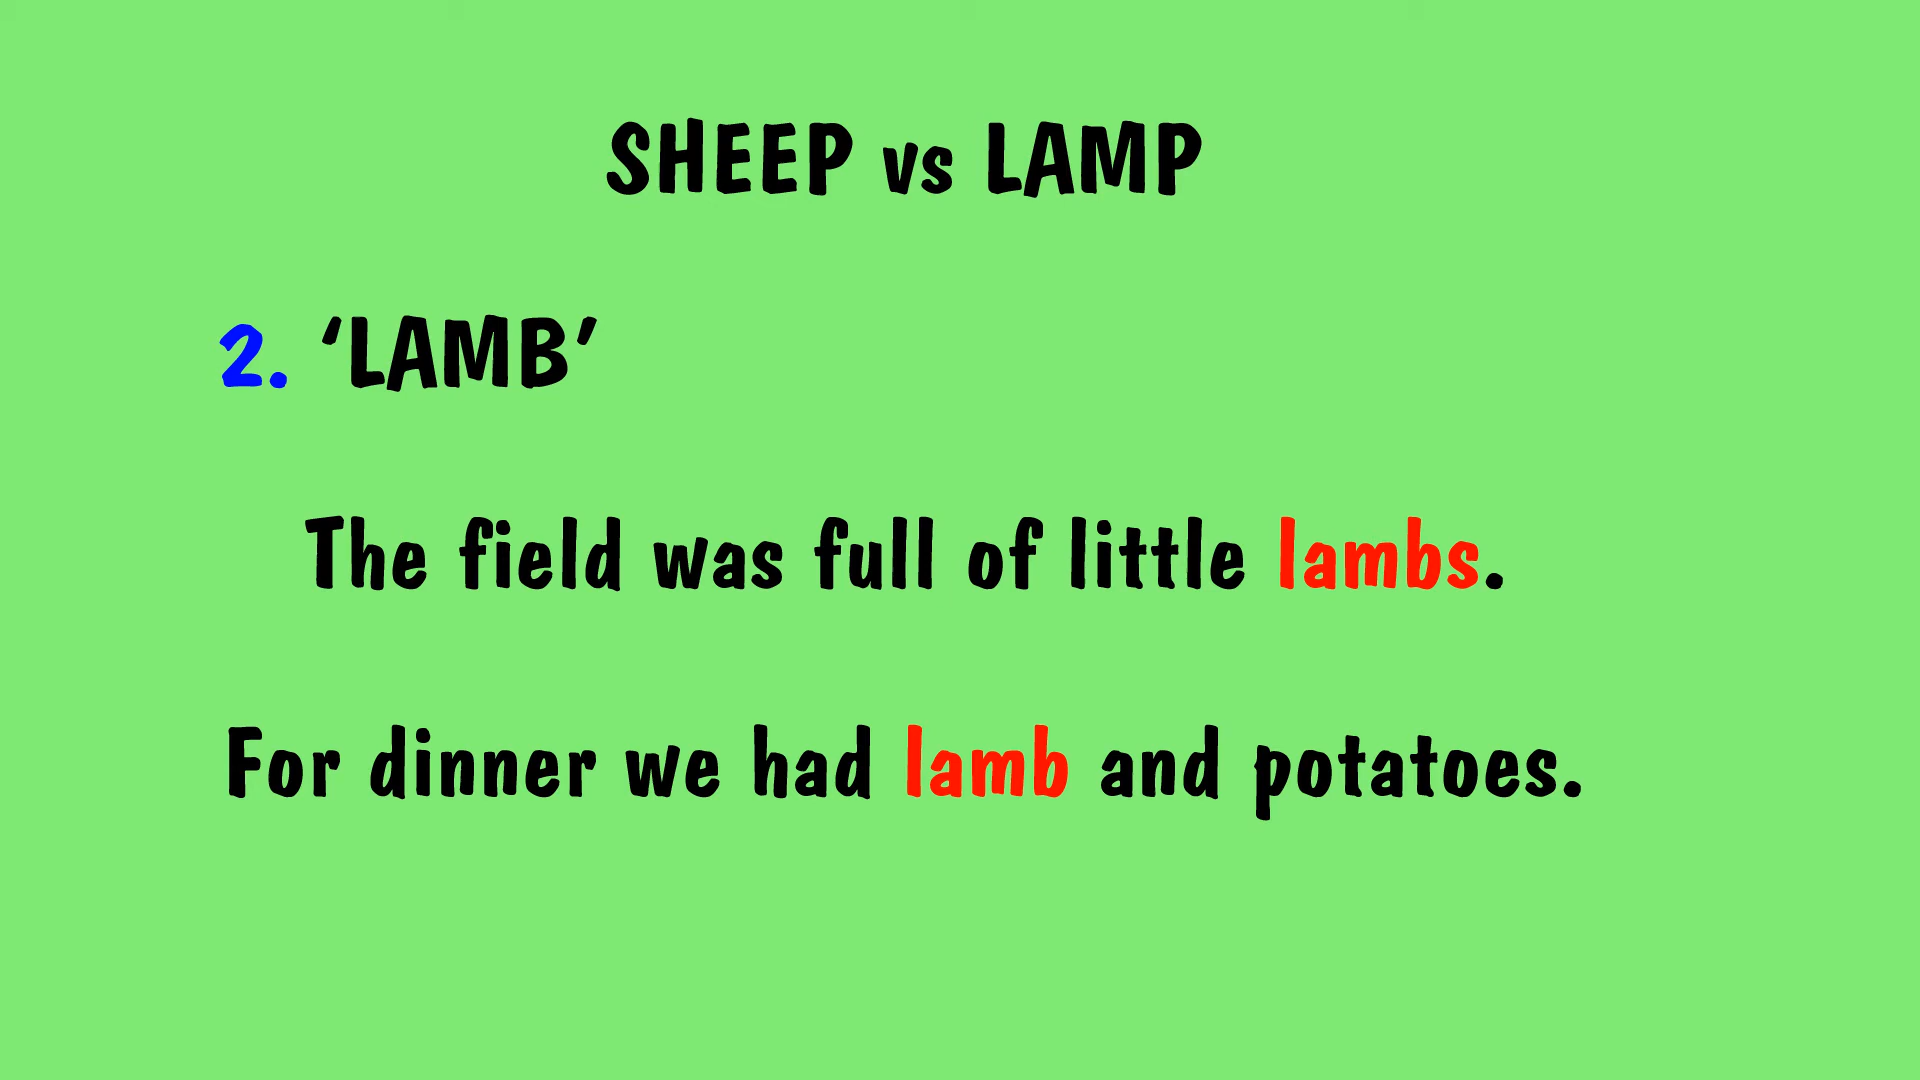 SHEEP vs LAMP
2. ‘LAMB’
The field was full of little lambs.
For dinner we had lamb and potatoes.